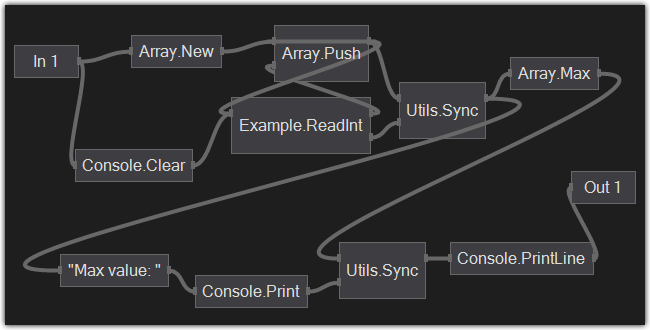 In 1
Array.New
Array.Push
Array.Max
Example.ReadInt
Utils.Sync
Console.Clear
Out 1
"Max value: "
Console.Print
Utils.Sync
Console.PrintLine